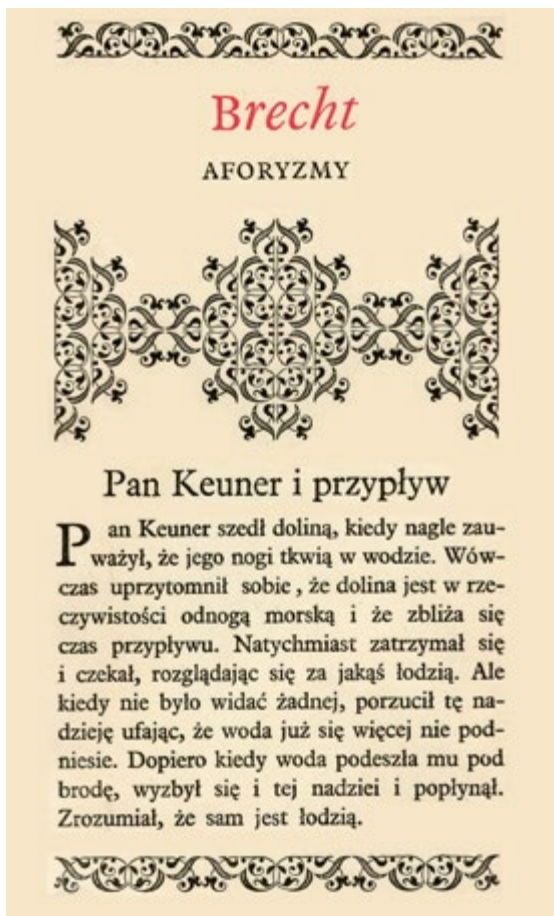 Brecht
AFORYZMY
Pan Keuner i przypływ
Pan Keuner szedł doliną, kiedy nagle zau-
ważył, że jego nogi tkwią w wodzie. Wów-
czas uprzytomnił sobie , że dolina jest w rze-
czywistości odnogą morską i że zbliża się
czas przypływu. Natychmiast zatrzymał się
i czekał, rozglądając się za jakąś łodzią. Ale
kiedy nie było widać żadnej, porzucił tę na-
dzieję ufając, że woda już się więcej nie pod-
niesie. Dopiero kiedy woda podeszła mu pod
brodę, wyzbył się i tej nadziei i popłynął.
Zrozumiał, że sam jest łodzią.